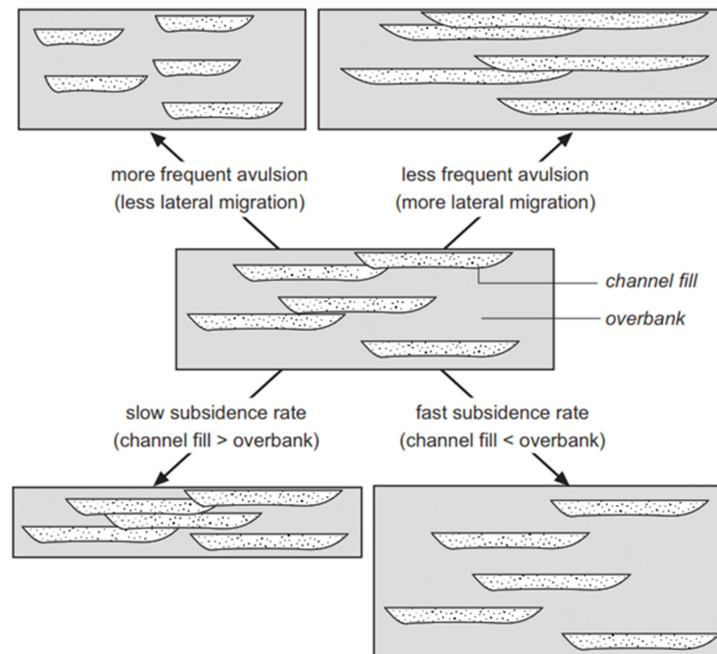 more frequent avulsion
(less lateral migration)
less frequent avulsion
(more lateral migration)
channel fill
overbank
slow subsidence rate
(channel fill > overbank)
fast subsidence rate
(channel fill < overbank)